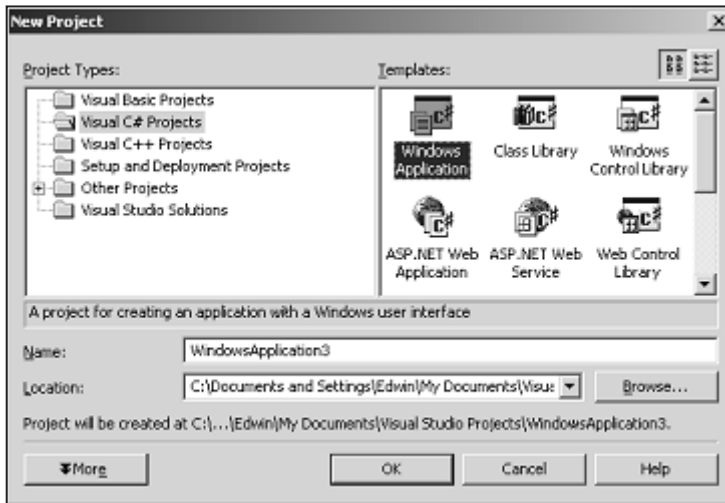 New Project
Project Types:
Templates:
Visual Basic Projects
Visual C# Projects
Visual C++ Projects
Setup and Deployment Projects
Other Projects
Visual Studio Solutions
Windows Application
Class Library
Windows Control Library
ASP.NET Web Application
ASP.NET Web Service
Web Control Library
A project for creating an application with a Windows user interface
Name:
WindowsApplication3
Location:
C:\Documents and Settings\Edwin\My Documents\Visua
Browse...
Project will be created at C:\...\Edwin\My Documents\Visual Studio Projects\WindowsApplication3.
More
OK
Cancel
Help